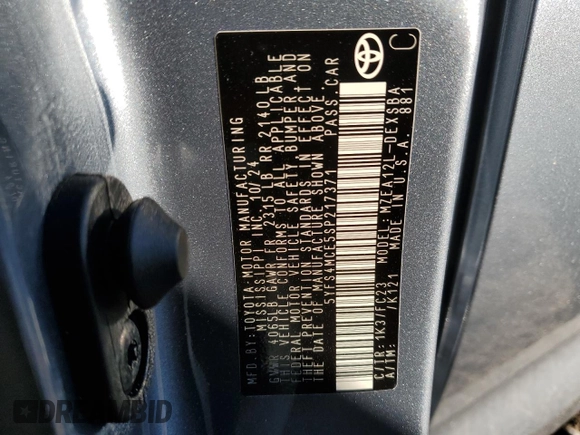 MFD.BY: TOYOTA MOTOR MANUFACTURING
MISSISSIPPI INC. 10/24
GVWR 4065LB GAWR FR 2315 LB RR 2140 LB
THIS VEHICLE CONFORMS TO ALL APPLICABLE
FEDERAL MOTOR VEHICLE SAFETY, BUMPER, AND
THEFT PREVENTION STANDARDS IN EFFECT ON
THE DATE OF MANUFACTURE SHOWN ABOVE.
5YFS4MCE5SP217371 PASS. CAR
C/TR: 1K3 /FC23 MODEL: MZEA12L-DEXSBA
A/TM: /K121 MADE IN U.S.A. 881
C
DREAMBID